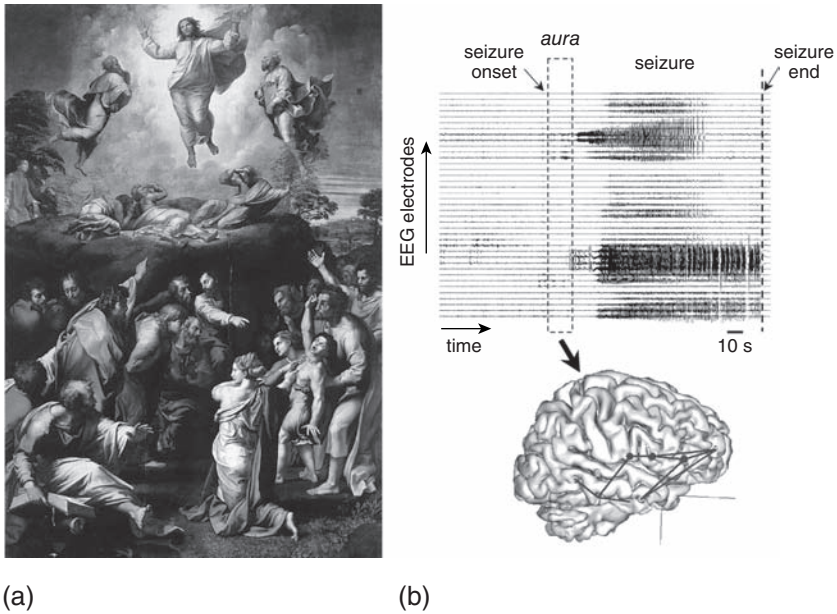 aura
seizure
onset
seizure
seizure
end
EEG electrodes
time
10 s
(a)
(b)